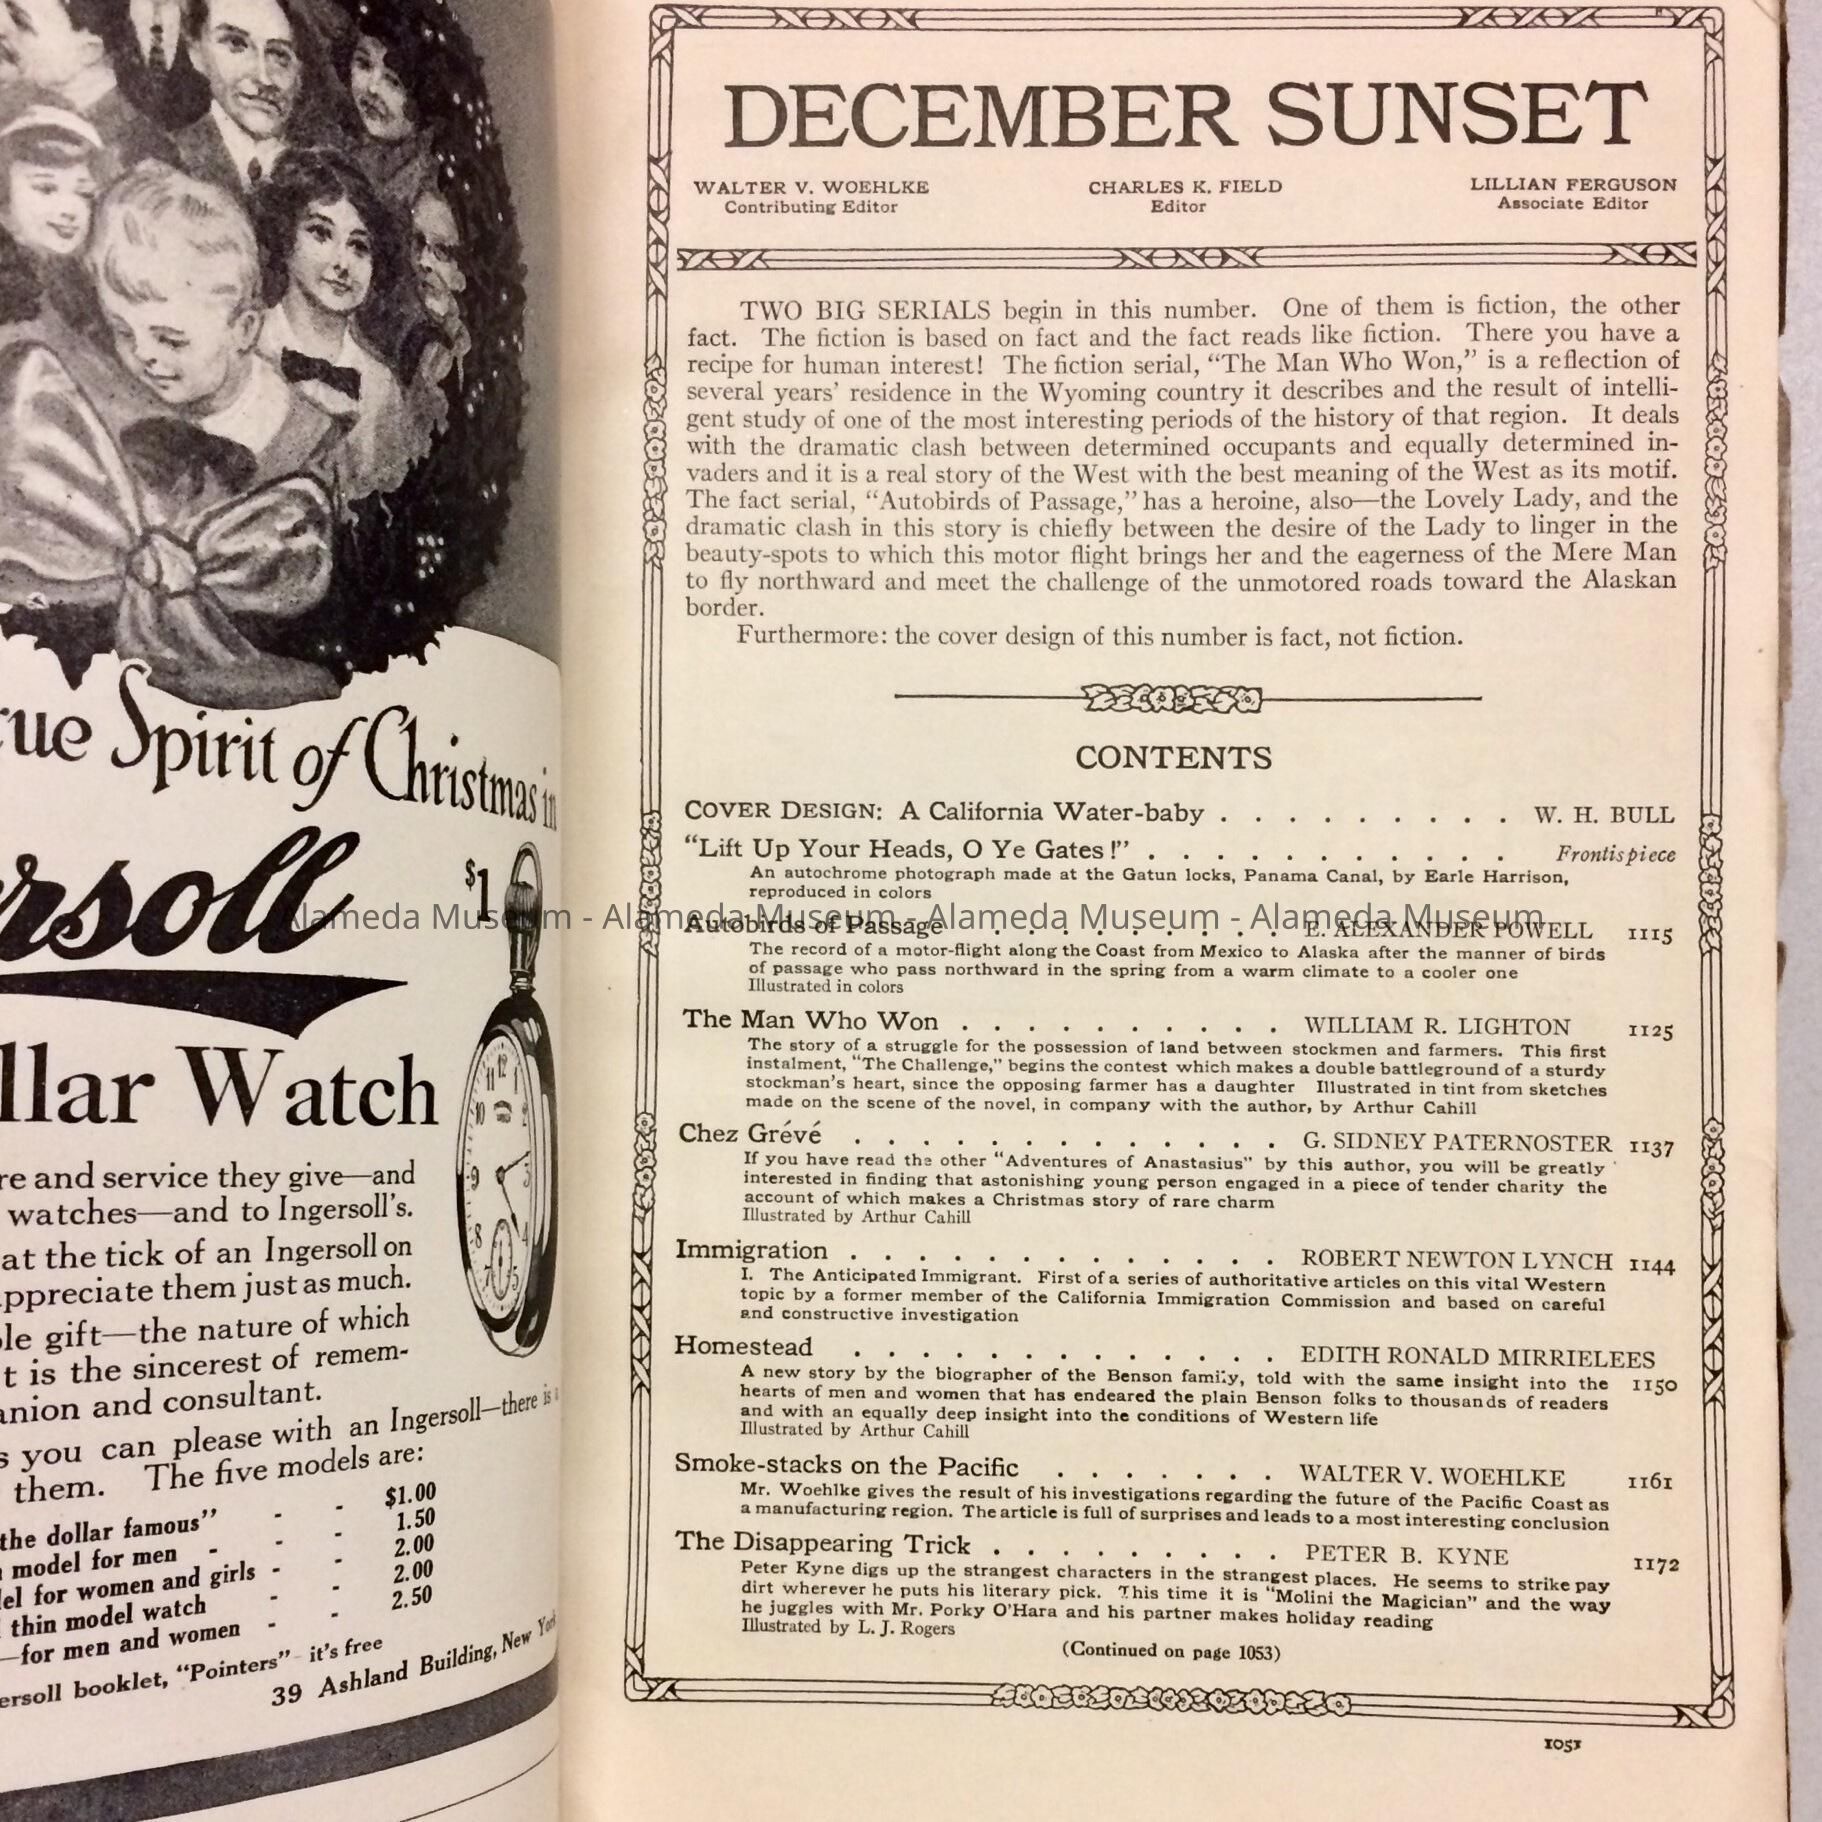 Spirit of Christmas in
$1
Watch
re and service they give—and
watches—and to Ingersoll's.
at the tick of an Ingersoll on
appreciate them just as much.
gift—the nature of which
t is the sincerest of remem-
and consultant.
s you can please with an Ingersoll—there is a
them. The five models are:
the dollar famous" - - $1.00
model for men - - - 1.50
for women and girls - - 2.00
thin model watch - - 2.00
—for men and women - - 2.50
booklet, "Pointers"- it's free
39 Ashland Building, New York
12
11
1
10
2
9
3
8
4
7
5
DECEMBER SUNSET
WALTER V. WOEHLKE
Contributing Editor
CHARLES K. FIELD
Editor
LILLIAN FERGUSON
Associate Editor
TWO BIG SERIALS begin in this number. One of them is fiction, the other
fact. The fiction is based on fact and the fact reads like fiction. There you have a
recipe for human interest! The fiction serial, "The Man Who Won," is a reflection of
several years' residence in the Wyoming country it describes and the result of intelli-
gent study of one of the most interesting periods of the history of that region. It deals
with the dramatic clash between determined occupants and equally determined in-
vaders and it is a real story of the West with the best meaning of the West as its motif.
The fact serial, "Autobirds of Passage," has a heroine, also—the Lovely Lady, and the
dramatic clash in this story is chiefly between the desire of the Lady to linger in the
beauty-spots to which this motor flight brings her and the eagerness of the Mere Man
to fly northward and meet the challenge of the unmotored roads toward the Alaskan
border.
Furthermore: the cover design of this number is fact, not fiction.
CONTENTS
COVER DESIGN: A California Water-baby . . . . . . . . . W. H. BULL
"Lift Up Your Heads, O Ye Gates!" . . . . . . . . . . . Frontispiece
An autochrome photograph made at the Gatun locks, Panama Canal, by Earle Harrison,
reproduced in colors
Alameda Museum - Alameda Museum - Alameda Museum - Alameda Museum
Autobirds of Passage . . . . . . . . . E. ALEXANDER POWELL 1115
The record of a motor-flight along the Coast from Mexico to Alaska after the manner of birds
of passage who pass northward in the spring from a warm climate to a cooler one
Illustrated in colors
The Man Who Won . . . . . . . . . . WILLIAM R. LIGHTON 1125
The story of a struggle for the possession of land between stockmen and farmers. This first
instalment, "The Challenge," begins the contest which makes a double battleground of a sturdy
stockman's heart, since the opposing farmer has a daughter Illustrated in tint from sketches
made on the scene of the novel, in company with the author, by Arthur Cahill
Chez Grévé . . . . . . . . . . . . . G. SIDNEY PATERNOSTER 1137
If you have read the other "Adventures of Anastasius" by this author, you will be greatly
interested in finding that astonishing young person engaged in a piece of tender charity the
account of which makes a Christmas story of rare charm
Illustrated by Arthur Cahill
Immigration . . . . . . . . . . . . . ROBERT NEWTON LYNCH 1144
I. The Anticipated Immigrant. First of a series of authoritative articles on this vital Western
topic by a former member of the California Immigration Commission and based on careful
and constructive investigation
Homestead . . . . . . . . . . . . . EDITH RONALD MIRRIELEES
A new story by the biographer of the Benson family, told with the same insight into the 1150
hearts of men and women that has endeared the plain Benson folks to thousands of readers
and with an equally deep insight into the conditions of Western life
Illustrated by Arthur Cahill
Smoke-stacks on the Pacific . . . . . . . WALTER V. WOEHLKE 1161
Mr. Woehlke gives the result of his investigations regarding the future of the Pacific Coast as
a manufacturing region. The article is full of surprises and leads to a most interesting conclusion
The Disappearing Trick . . . . . . . . . PETER B. KYNE 1172
Peter Kyne digs up the strangest characters in the strangest places. He seems to strike pay
dirt wherever he puts his literary pick. This time it is "Molini the Magician" and the way
he juggles with Mr. Porky O'Hara and his partner makes holiday reading
Illustrated by L. J. Rogers
(Continued on page 1053)
1051